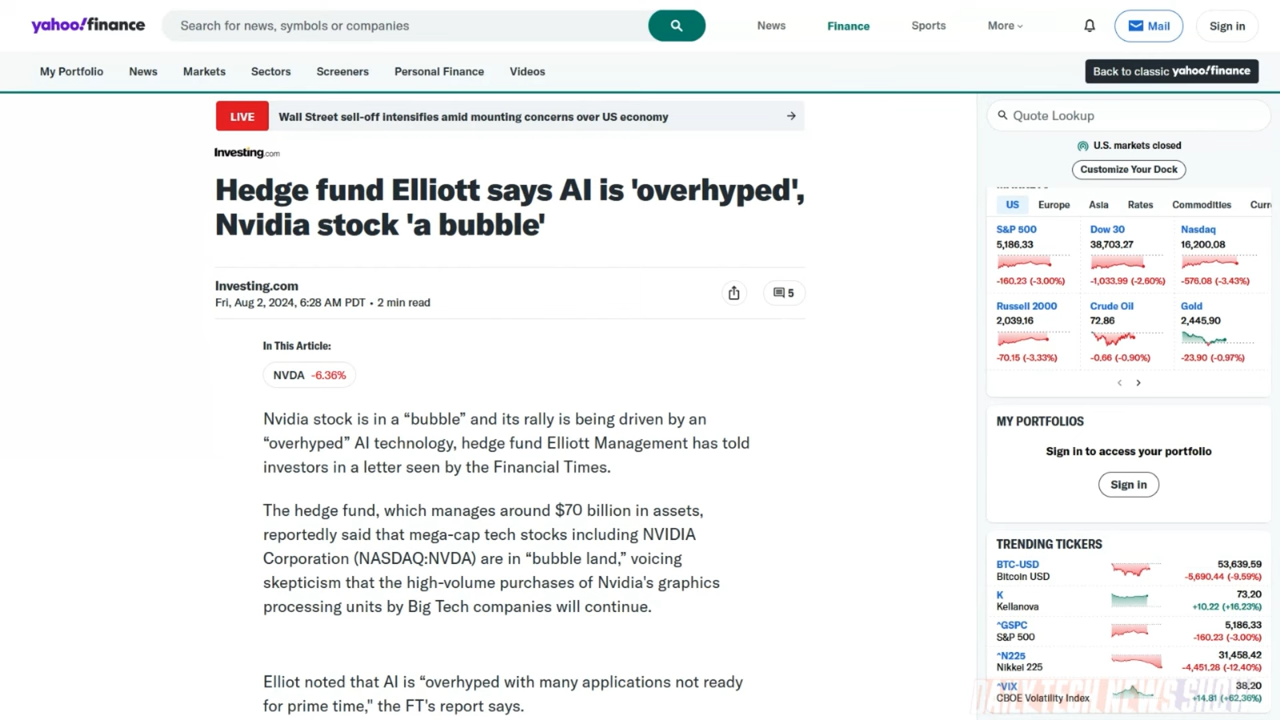 yahoo!finance
Search for news, symbols or companies
News Finance Sports More
Mail
Sign in
My Portfolio News Markets Sectors Screeners Personal Finance Videos
Back to classic yahoo!finance
LIVE
Wall Street sell-off intensifies amid mounting concerns over US economy
Investing.com
Hedge fund Elliott says AI is 'overhyped',
Nvidia stock 'a bubble'
Investing.com
Fri, Aug 2, 2024, 6:28 AM PDT • 2 min read
5
In This Article:
NVDA -6.36%
Nvidia stock is in a “bubble” and its rally is being driven by an
“overhyped” AI technology, hedge fund Elliott Management has told
investors in a letter seen by the Financial Times.
The hedge fund, which manages around $70 billion in assets,
reportedly said that mega-cap tech stocks including NVIDIA
Corporation (NASDAQ:NVDA) are in “bubble land,” voicing
skepticism that the high-volume purchases of Nvidia’s graphics
processing units by Big Tech companies will continue.
Elliot noted that AI is “overhyped with many applications not ready
for prime time,” the FT's report says.
Quote Lookup
U.S. markets closed
Customize Your Dock
US Europe Asia Rates Commodities Curr
S&P 500 Dow 30 Nasdaq
5,186.33 38,703.27 16,200.08
-160.23 (-3.00%) -1,033.99 (-2.60%) -576.08 (-3.43%)
Russell 2000 Crude Oil Gold
2,039.16 72.86 2,445.90
-70.15 (-3.33%) -0.66 (-0.90%) -23.90 (-0.97%)
MY PORTFOLIOS
Sign in to access your portfolio
Sign in
TRENDING TICKERS
BTC-USD 53,639.59
Bitcoin USD -5,690.44 (-9.59%)
K 73.20
Kellanova +10.22 (+16.23%)
^GSPC 5,186.33
S&P 500 -160.23 (-3.00%)
^N225 31,458.42
Nikkei 225 -4,451.28 (-12.40%)
^VIX 38.20
CBOE Volatility Index +14.81 (+62.36%)
DAILY TECH NEWS SHOW